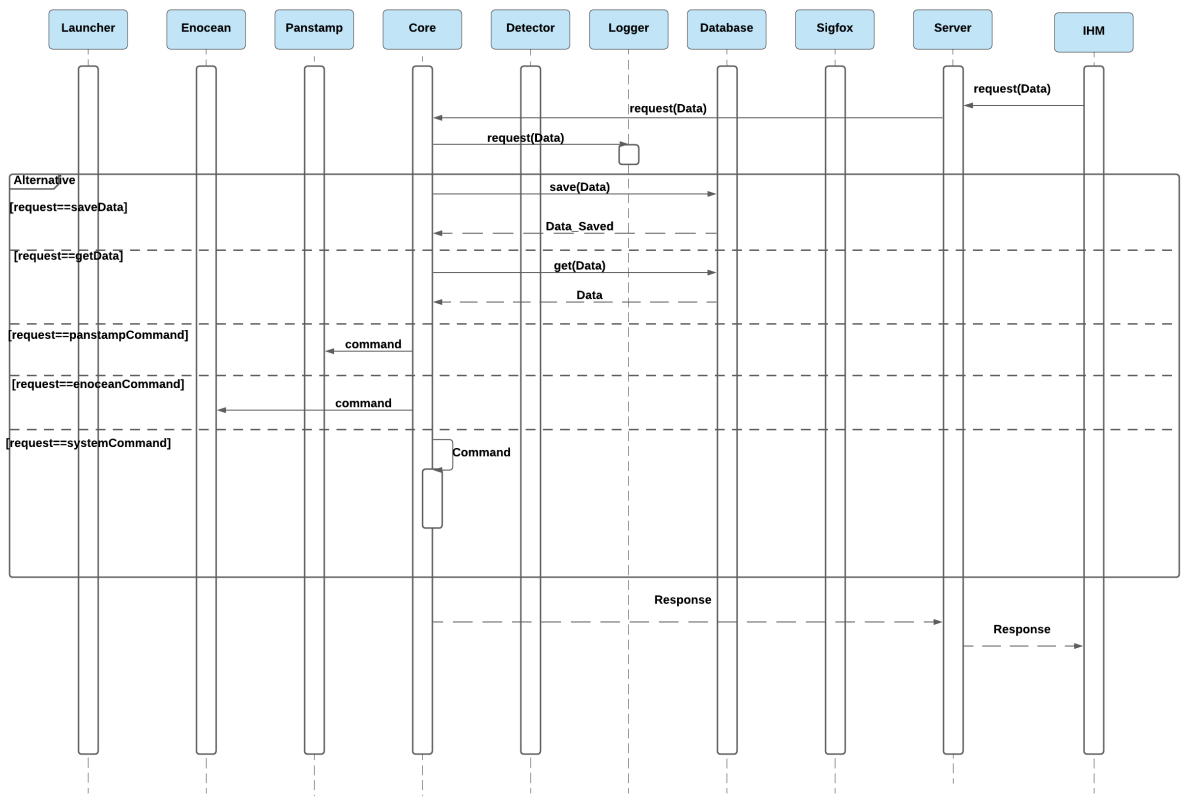 Launcher
Enocean
Panstamp
Core
Detector
Logger
Database
Sigfox
Server
IHM
request(Data)
request(Data)
request(Data)
Alternative
save(Data)
[request==saveData]
Data_Saved
[request==getData]
get(Data)
Data
[request==panstampCommand]
command
[request==enoceanCommand]
command
[request==systemCommand]
Command
Response
Response